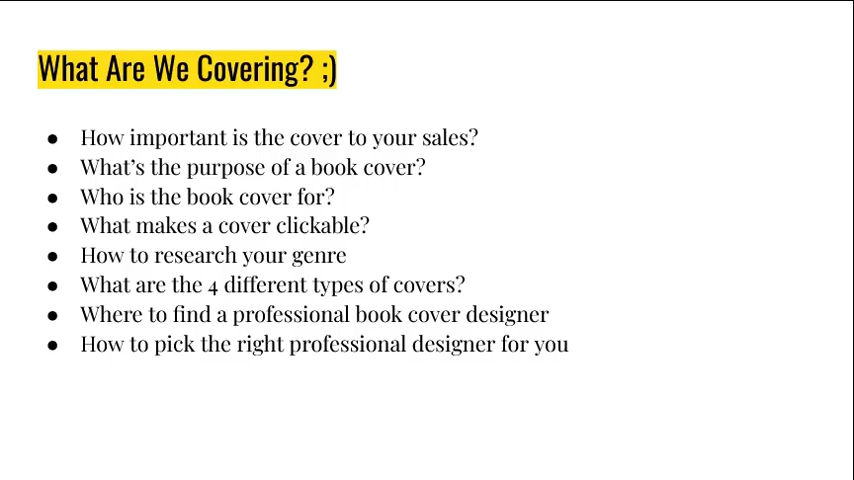 What Are We Covering? ;)
● How important is the cover to your sales?
● What’s the purpose of a book cover?
● Who is the book cover for?
● What makes a cover clickable?
● How to research your genre
● What are the 4 different types of covers?
● Where to find a professional book cover designer
● How to pick the right professional designer for you